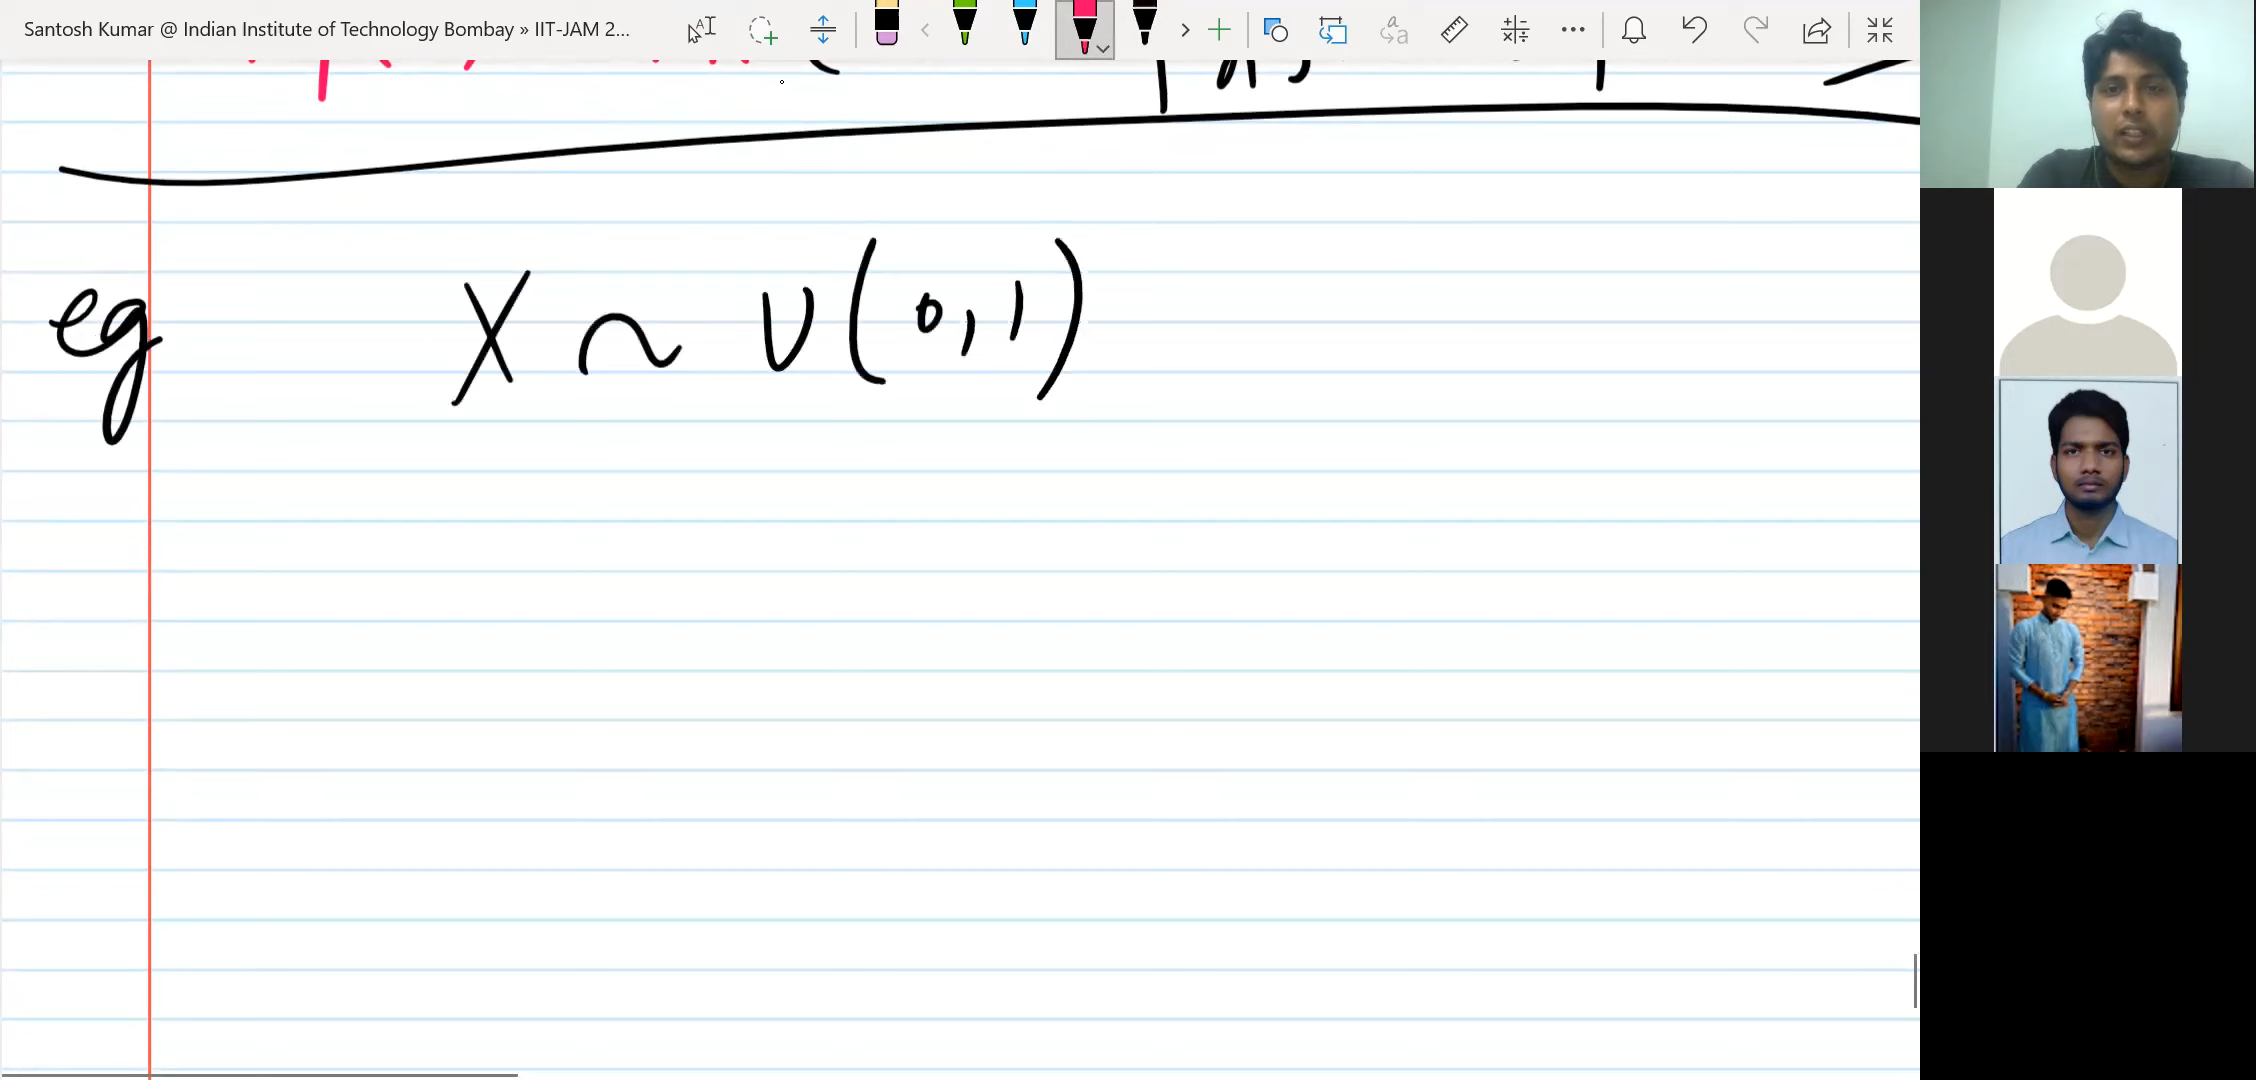 Santosh Kumar @ Indian Institute of Technology Bombay » IIT-JAM 2...
eg X ~ U(0,1)